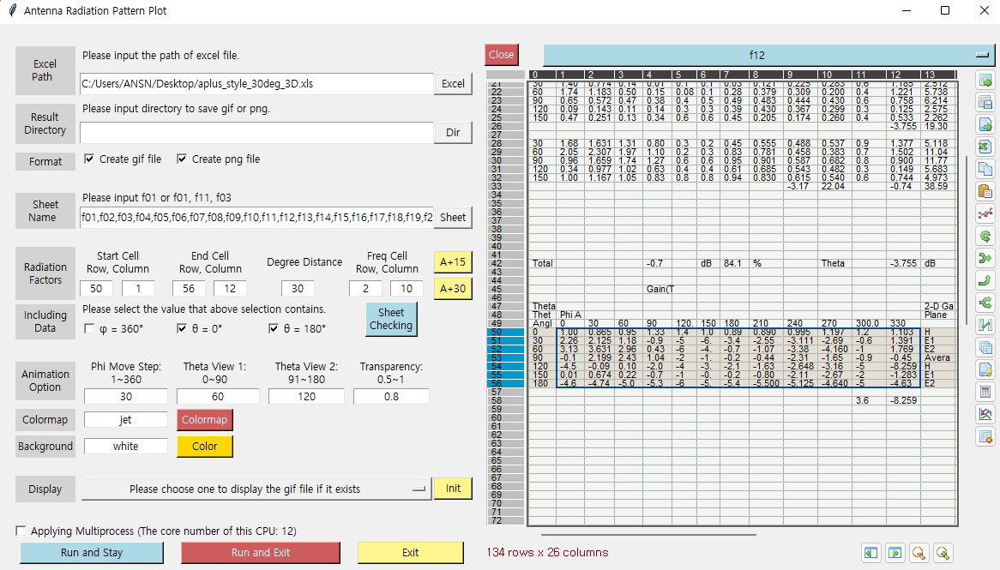 Antenna Radiation Pattern Plot
Excel Path
Please input the path of excel file.
C:/Users/ANSN/Desktop/aplus_style_30deg_3D.xls
Excel
Result Directory
Please input directory to save gif or png.
Dir
Format
Create gif file Create png file
Sheet Name
Please input f01 or f01, f11, f03
f01,f02,f03,f04,f05,f06,f07,f08,f09,f10,f11,f12,f13,f14,f15,f16,f17,f18,f19,f2
Sheet
Radiation Factors
Start Cell Row, Column
End Cell Row, Column
Degree Distance
Freq Cell Row, Column
50 1 56 12 30 2 10
A+15
A+30
Including Data
Please select the value that above selection contains.
φ = 360° θ = 0° θ = 180°
Sheet Checking
Animation Option
Phi Move Step: 1~360
Theta View 1: 0~90
Theta View 2: 91~180
Transparency: 0.5~1
30 60 120 0.8
Colormap jet Colormap
Background white Color
Display Please choose one to display the gif file if it exists Init
Applying Multiprocess (The core number of this CPU: 12)
Run and Stay Run and Exit Exit
Close f12
0 1 2 3 4 5 6 7 8 9 10 11 12 13
22 60 1.74 1.183 0.50 0.15 0.08 0.1 0.28 0.379 0.309 0.200 0.4 1.221 5.738
23 90 0.65 0.572 0.47 0.38 0.4 0.5 0.49 0.483 0.444 0.430 0.6 0.758 6.214
24 120 0.09 0.143 0.11 0.14 0.3 0.3 0.39 0.430 0.367 0.299 0.3 0.125 2.575
25 150 0.47 0.251 0.13 0.34 0.6 0.6 0.45 0.205 0.174 0.260 0.4 0.533 2.262
26 -3.755 19.30
27
28 30 1.68 1.631 1.31 0.80 0.3 0.2 0.45 0.555 0.488 0.537 0.9 1.377 5.118
29 60 2.05 2.307 1.97 1.10 0.2 0.3 0.83 0.781 0.458 0.383 0.7 1.502 11.04
30 90 0.96 1.659 1.74 1.27 0.6 0.6 0.95 0.901 0.587 0.682 0.8 0.900 11.77
31 120 0.34 0.977 1.02 0.63 0.4 0.4 0.61 0.685 0.543 0.482 0.3 0.149 5.683
32 150 1.00 1.167 1.05 0.83 0.8 0.8 0.94 0.830 0.615 0.540 0.6 0.744 4.973
33 -3.17 22.04 -0.74 38.59
34
35
36
37
38
39
40
41
42 Total -0.7 dB 84.1 % Theta -3.755 dB
43
44
45 Gain(T
46
47 Theta 2-D Ga
48 Thet Phi A Plane
49 Angl 0 30 60 90 120. 150 180 210 240 270 300.0 330
50 0 1.00 0.865 0.95 1.33 1.4 1.0 0.89 0.890 0.995 1.197 1.2 1.103 H
51 30 2.26 2.125 1.18 -0.9 -5 -6. -3.4 -2.55 -3.111 -2.69 -0.6 1.391 E1
52 60 3.13 3.631 2.96 0.43 -6 -4. -0.7 -1.07 -3.38 -4.160 -1 1.769 E2
53 90 -0.1 2.199 2.43 1.04 -2 -1. -0.2 -0.44 -2.31 -1.65 -0.9 -0.45 Avera
54 120 -4.5 -0.09 0.10 -2.0 -4 -3. -2.1 -1.63 -2.648 -3.16 -5 -8.259 H
55 150 0.01 0.674 0.22 -0.7 -1 -0. -0.2 -0.80 -2.11 -2.67 -2 -1.283 E1
56 180 -4.6 -4.74 -5.0 -5.3 -6 -5. -5.4 -5.500 -5.125 -4.640 -5 -4.63 E2
57
58 3.6 -8.259
59
60
61
62
63
64
65
66
67
68
69
70
71
72
134 rows x 26 columns